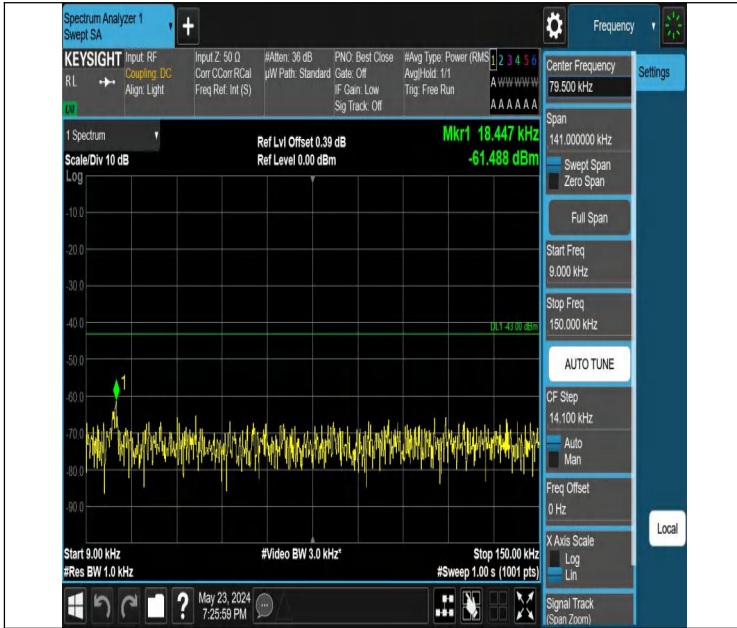 Spectrum Analyzer 1
Swept SA
+
Frequency
KEYSIGHT
RL
Input: RF
Coupling: DC
Align: Light
Input Z: 50 Ω
Corr CCorr RCal
Freq Ref: Int (S)
#Atten: 36 dB
µW Path: Standard
PNO: Best Close
Gate: Off
IF Gain: Low
Sig Track: Off
#Avg Type: Power (RMS
Avg|Hold: 1/1
Trig: Free Run
1 2 3 4 5 6
A W W W W W
A A A A A A
1 Spectrum
Scale/Div 10 dB
Log
Ref Lvl Offset 0.39 dB
Ref Level 0.00 dBm
Mkr1 18.447 kHz
-61.488 dBm
-10.0
-20.0
-30.0
-40.0
-50.0
-60.0
-70.0
-80.0
-90.0
DL1 -43.00 dBm
1
Start 9.00 kHz
#Res BW 1.0 kHz
#Video BW 3.0 kHz*
Stop 150.00 kHz
#Sweep 1.00 s (1001 pts)
Center Frequency
79.500 kHz
Settings
Span
141.000000 kHz
Swept Span
Zero Span
Full Span
Start Freq
9.000 kHz
Stop Freq
150.000 kHz
AUTO TUNE
CF Step
14.100 kHz
Auto
Man
Freq Offset
0 Hz
X Axis Scale
Log
Lin
Local
Signal Track
(Span Zoom)
?
May 23, 2024
7:25:59 PM